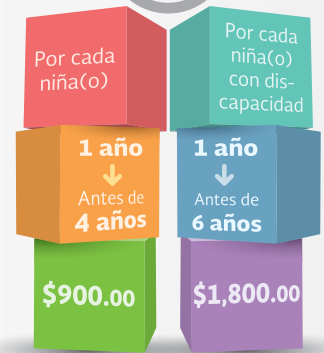 Por cada
niña(o)
Por cada
niña(o)
con dis-
capacidad
1 año
Antes de
4 años
1 año
Antes de
6 años
$900.00
$1,800.00